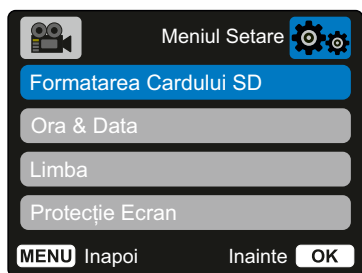 Meniul Setare
Formatarea Cardului SD
Ora & Data
Limba
Protecție Ecran
MENU Inapoi Inainte OK